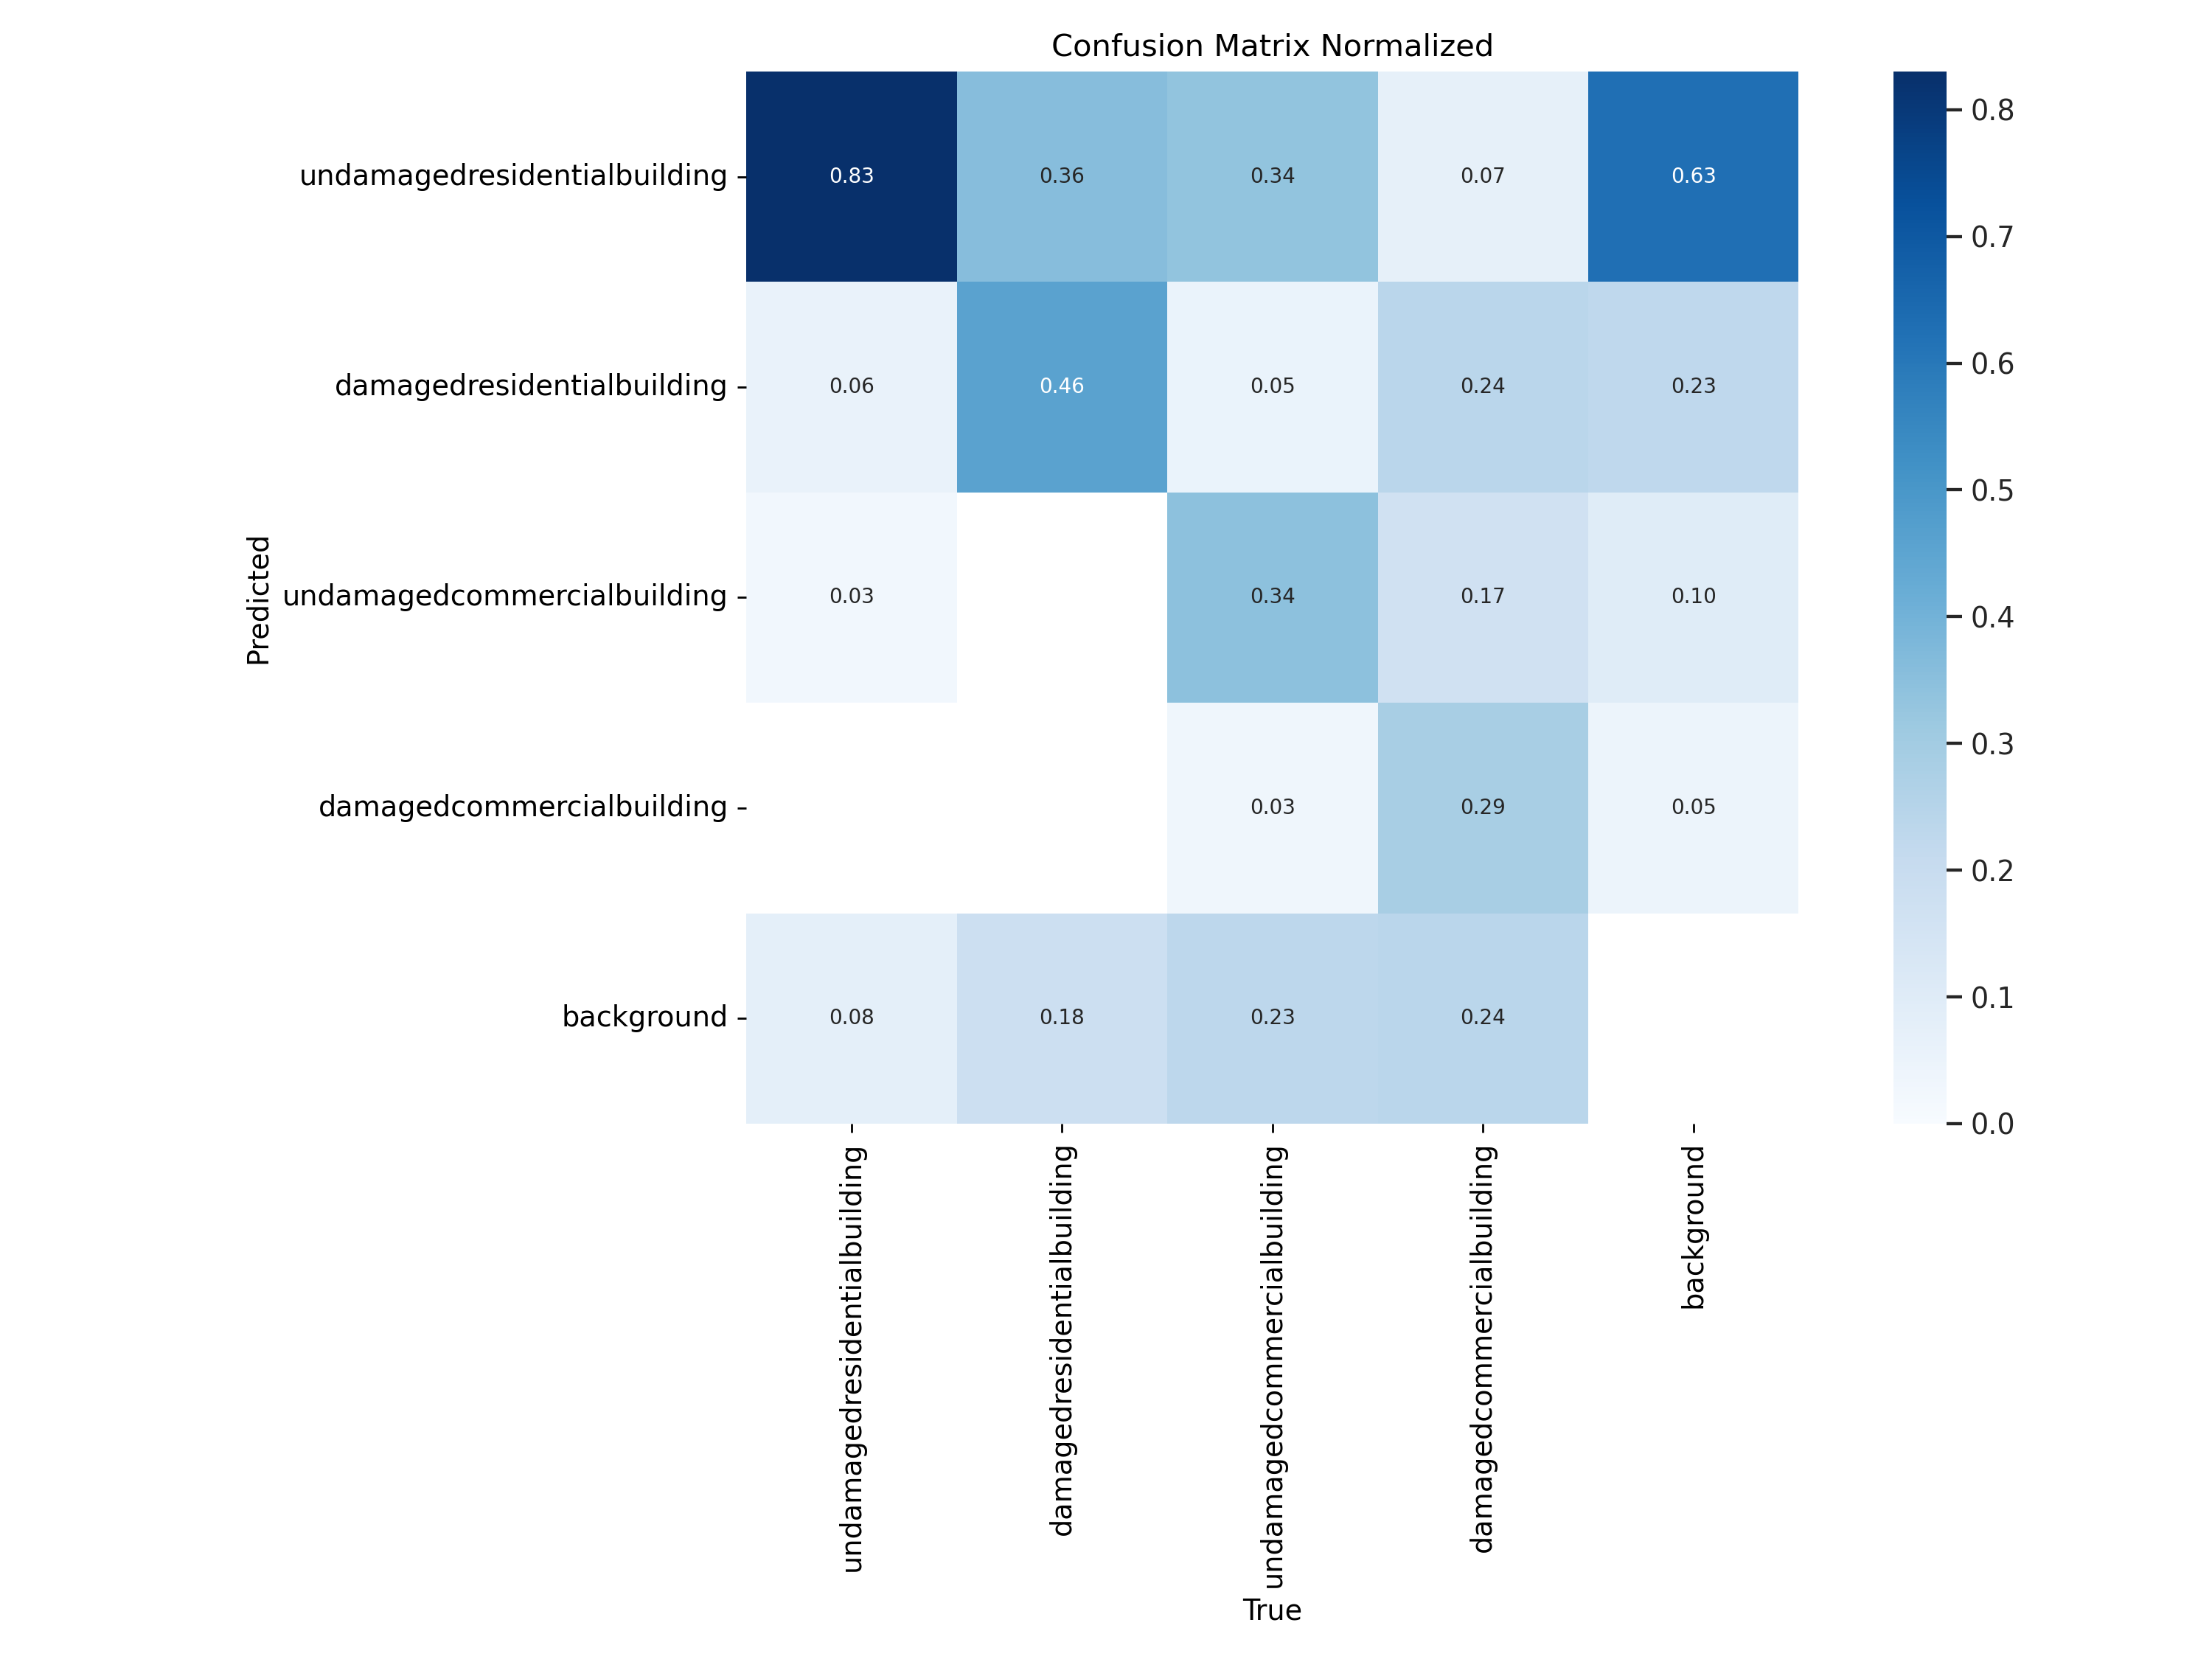 Confusion Matrix Normalized
undamagedresidentialbuilding 0.83 0.36 0.34 0.07 0.63
damagedresidentialbuilding 0.06 0.46 0.05 0.24 0.23
undamagedcommercialbuilding 0.03 0.34 0.17 0.10
damagedcommercialbuilding 0.03 0.29 0.05
background 0.08 0.18 0.23 0.24
Predicted
undamagedresidentialbuilding
damagedresidentialbuilding
undamagedcommercialbuilding
damagedcommercialbuilding
background
True
0.8
0.7
0.6
0.5
0.4
0.3
0.2
0.1
0.0